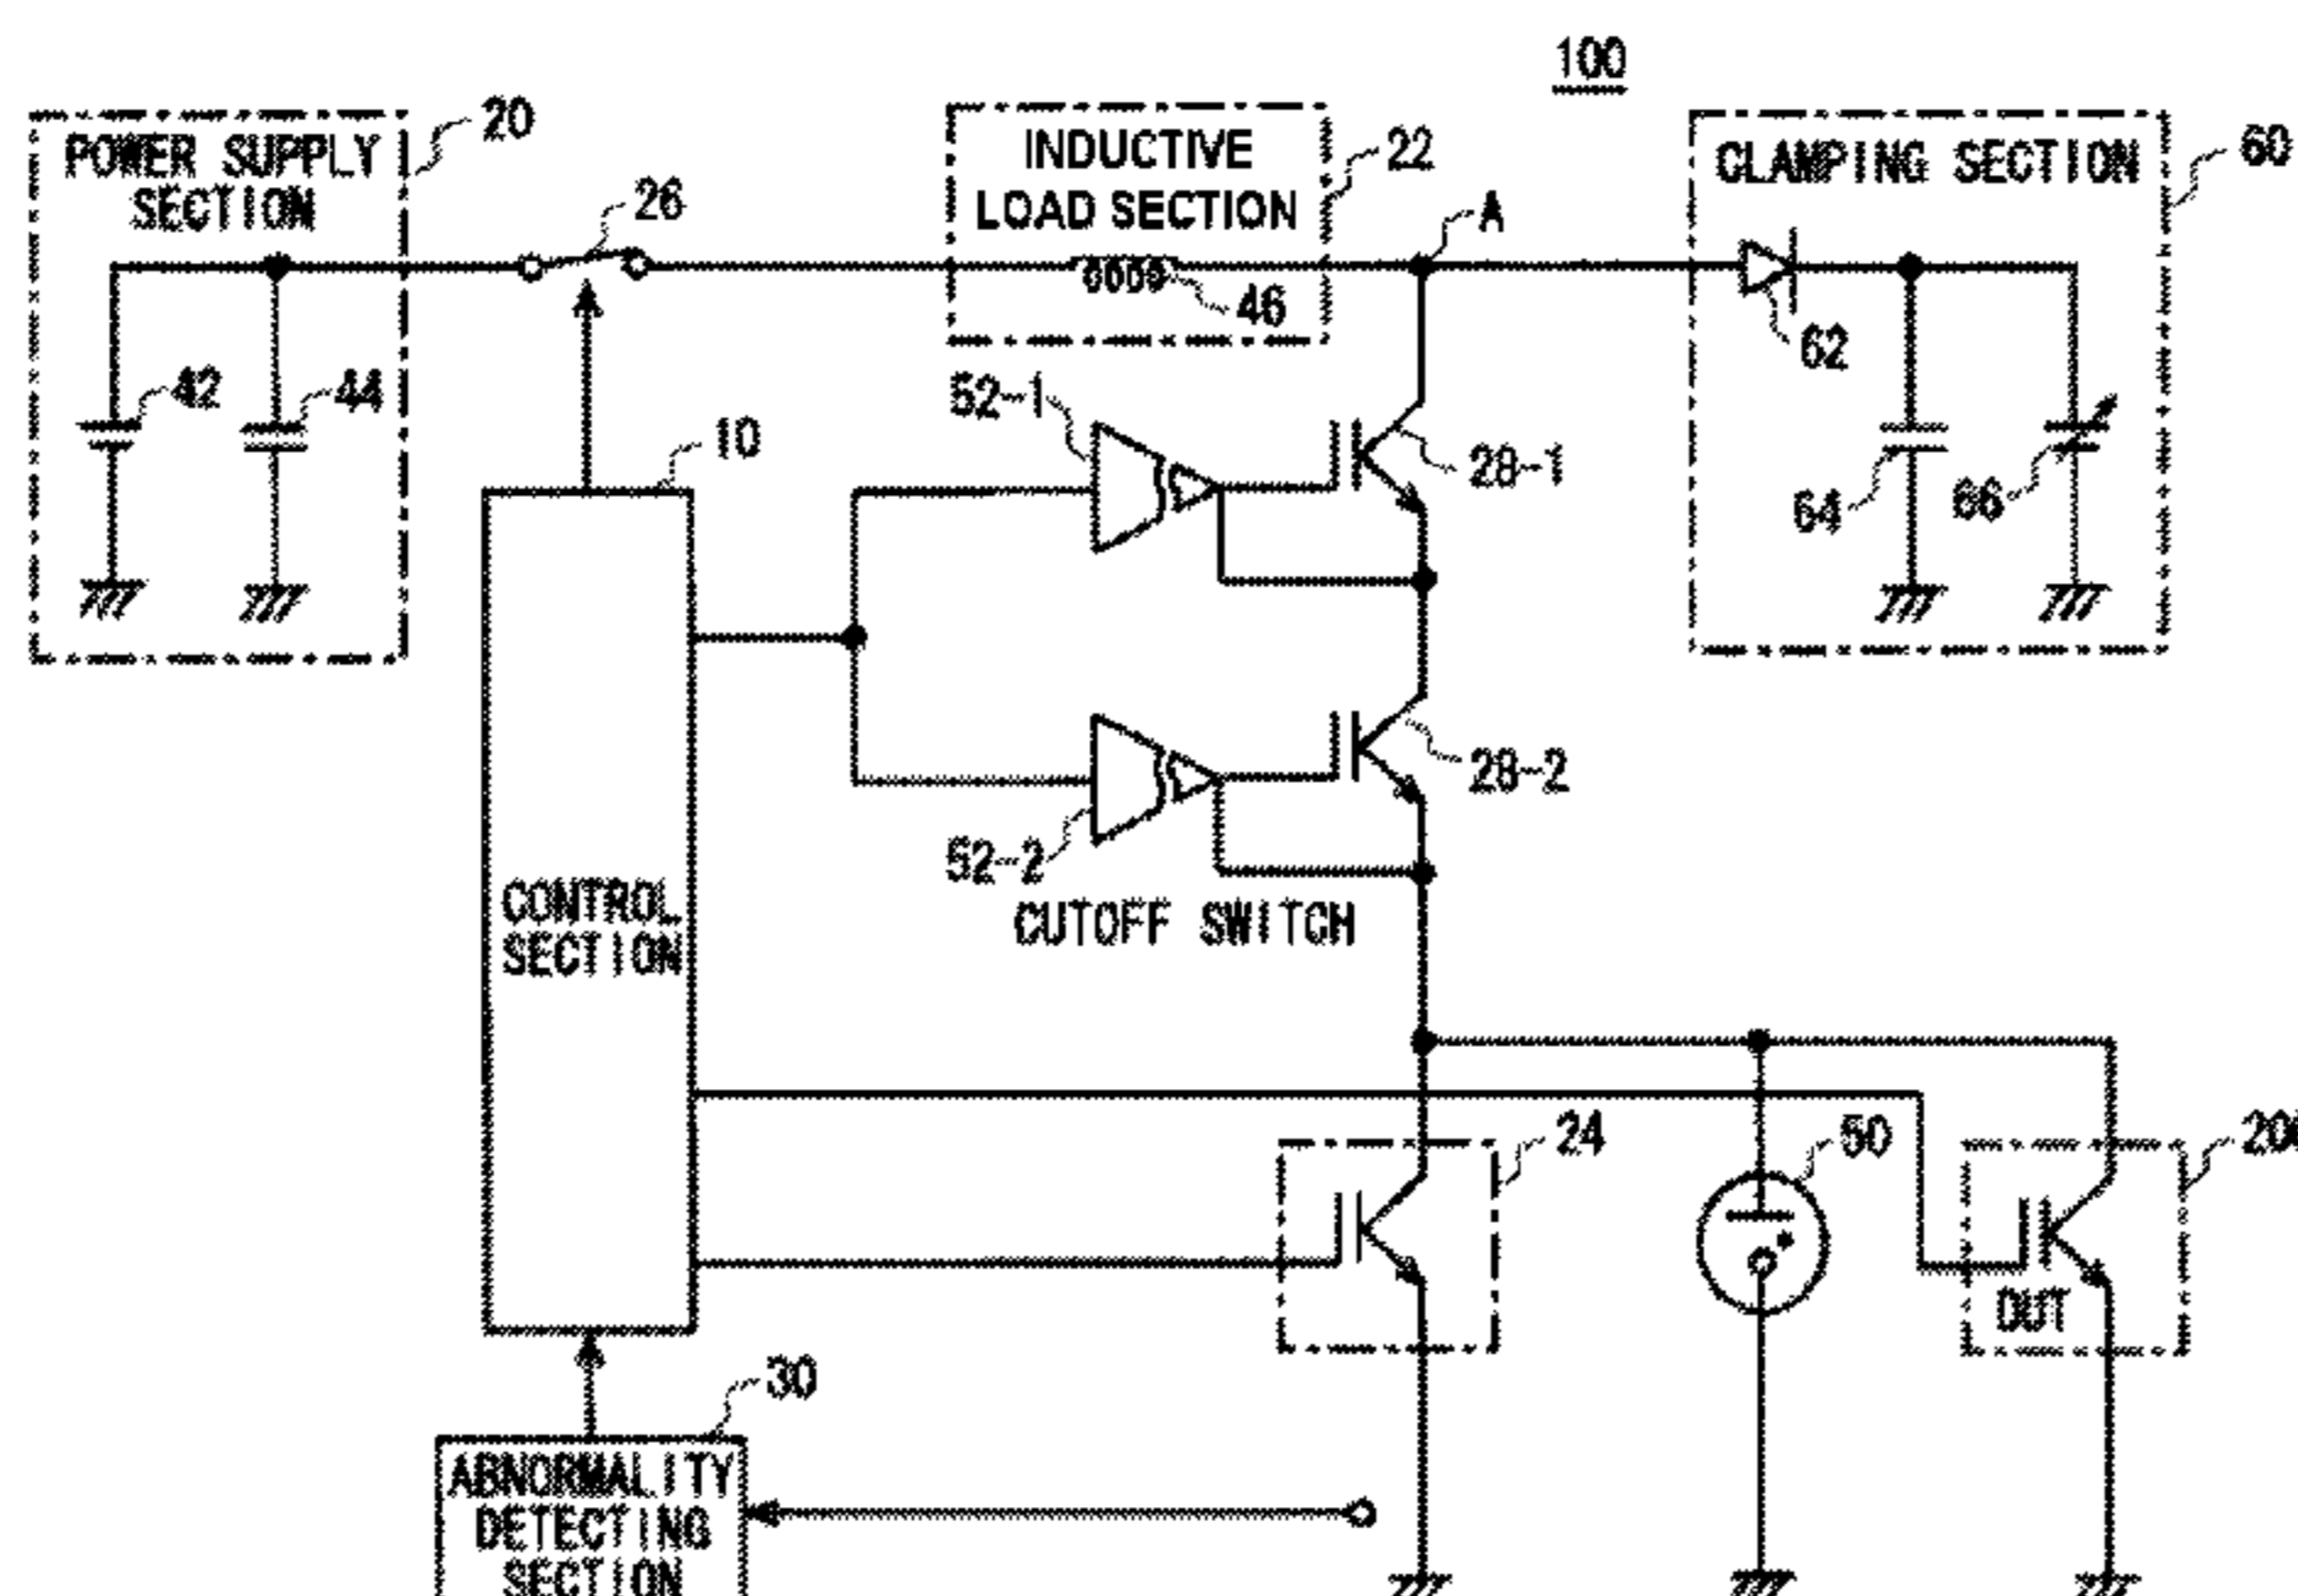 100
20
POWER SUPPLY
SECTION
26
INDUCTIVE
LOAD SECTION
22
A
CLAMPING SECTION
60
46
62
42
44
10
52-1
28-1
64
66
28-2
52-2
CUTOFF SWITCH
CONTROL
SECTION
24
50
DUT
30
ABNORMALITY
DETECTING
SECTION